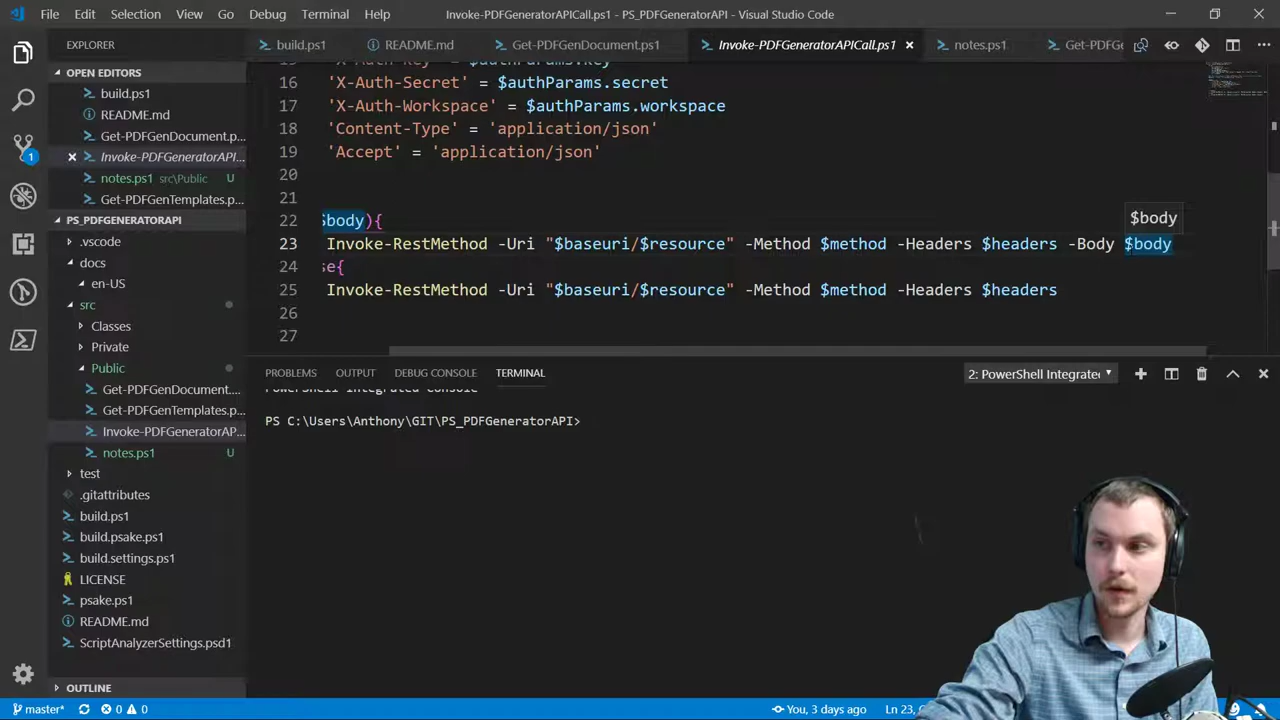 File Edit Selection View Go Debug Terminal Help
Invoke-PDFGeneratorAPICall.ps1 - PS_PDFGeneratorAPI - Visual Studio Code
EXPLORER
OPEN EDITORS
build.ps1
README.md
Get-PDFGenDocument.p...
Invoke-PDFGeneratorAPI...
notes.ps1 src\Public U
Get-PDFGenTemplates.p...
PS_PDFGENERATORAPI
.vscode
docs
en-US
src
Classes
Private
Public
Get-PDFGenDocument....
Get-PDFGenTemplates.p...
Invoke-PDFGeneratorAP...
notes.ps1 U
test
.gitattributes
build.ps1
build.psake.ps1
build.settings.ps1
LICENSE
psake.ps1
README.md
ScriptAnalyzerSettings.psd1
OUTLINE
build.ps1 README.md Get-PDFGenDocument.ps1 Invoke-PDFGeneratorAPICall.ps1 notes.ps1 Get-PDFGe
16 'X-Auth-Secret' = $authParams.secret
17 'X-Auth-Workspace' = $authParams.workspace
18 'Content-Type' = 'application/json'
19 'Accept' = 'application/json'
20
21
22 $body){
$body
23 Invoke-RestMethod -Uri "$baseuri/$resource" -Method $method -Headers $headers -Body $body
24 se{
25 Invoke-RestMethod -Uri "$baseuri/$resource" -Method $method -Headers $headers
26
27
PROBLEMS OUTPUT DEBUG CONSOLE TERMINAL
2: PowerShell Integrate
PS C:\Users\Anthony\GIT\PS_PDFGeneratorAPI>
1
master* 0 0
You, 3 days ago Ln 23,